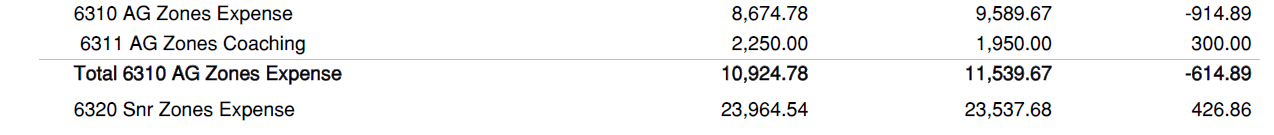 6310 AG Zones Expense 8,674.78 9,589.67 -914.89
6311 AG Zones Coaching 2,250.00 1,950.00 300.00
Total 6310 AG Zones Expense 10,924.78 11,539.67 -614.89
6320 Snr Zones Expense 23,964.54 23,537.68 426.86